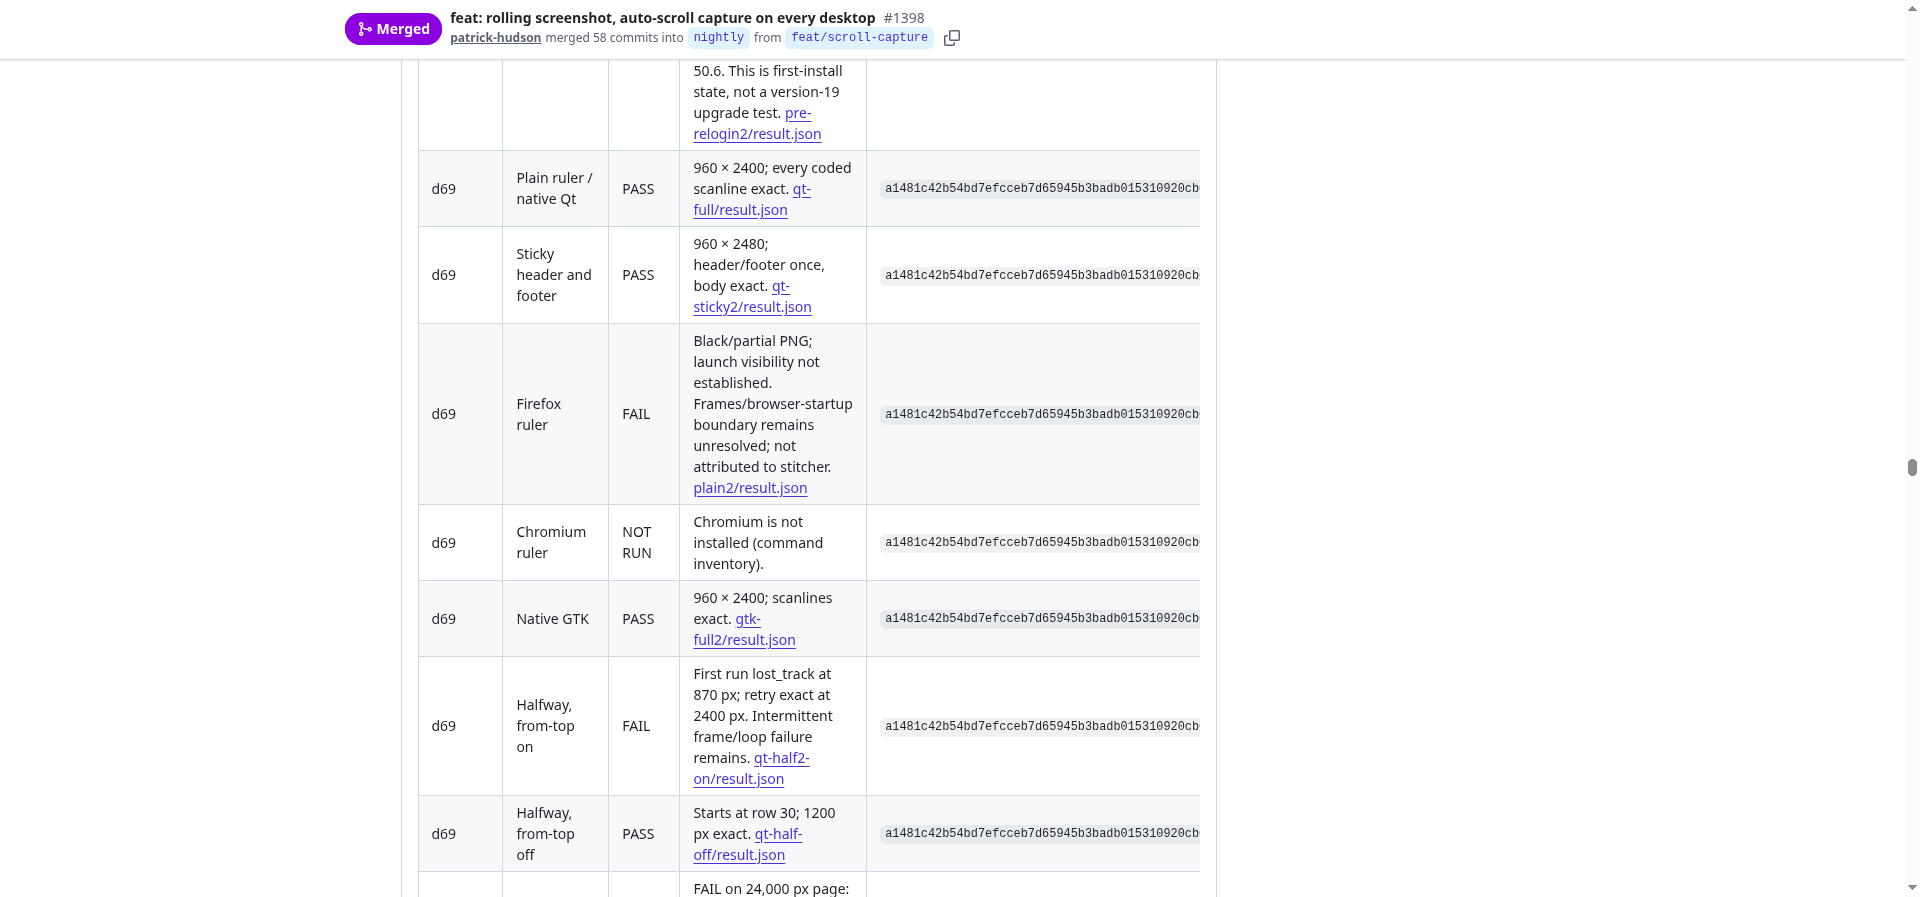 Merged
feat: rolling screenshot, auto-scroll capture on every desktop #1398
patrick-hudson merged 58 commits into nightly from feat/scroll-capture
50.6. This is first-install
state, not a version-19
upgrade test. pre-
relogin2/result.json
d69
Plain ruler /
native Qt
PASS
960 × 2400; every coded
scanline exact. qt-
full/result.json
a1481c42b54bd7efcceb7d65945b3badb015310920cb
d69
Sticky
header and
footer
PASS
960 × 2480;
header/footer once,
body exact. qt-
sticky2/result.json
a1481c42b54bd7efcceb7d65945b3badb015310920cb
d69
Firefox
ruler
FAIL
Black/partial PNG;
launch visibility not
established.
Frames/browser-startup
boundary remains
unresolved; not
attributed to stitcher.
plain2/result.json
a1481c42b54bd7efcceb7d65945b3badb015310920cb
d69
Chromium
ruler
NOT
RUN
Chromium is not
installed (command
inventory).
a1481c42b54bd7efcceb7d65945b3badb015310920cb
d69
Native GTK
PASS
960 × 2400; scanlines
exact. gtk-
full2/result.json
a1481c42b54bd7efcceb7d65945b3badb015310920cb
d69
Halfway,
from-top
on
FAIL
First run lost_track at
870 px; retry exact at
2400 px. Intermittent
frame/loop failure
remains. qt-half2-
on/result.json
a1481c42b54bd7efcceb7d65945b3badb015310920cb
d69
Halfway,
from-top
off
PASS
Starts at row 30; 1200
px exact. qt-half-
off/result.json
a1481c42b54bd7efcceb7d65945b3badb015310920cb
FAIL on 24,000 px page: